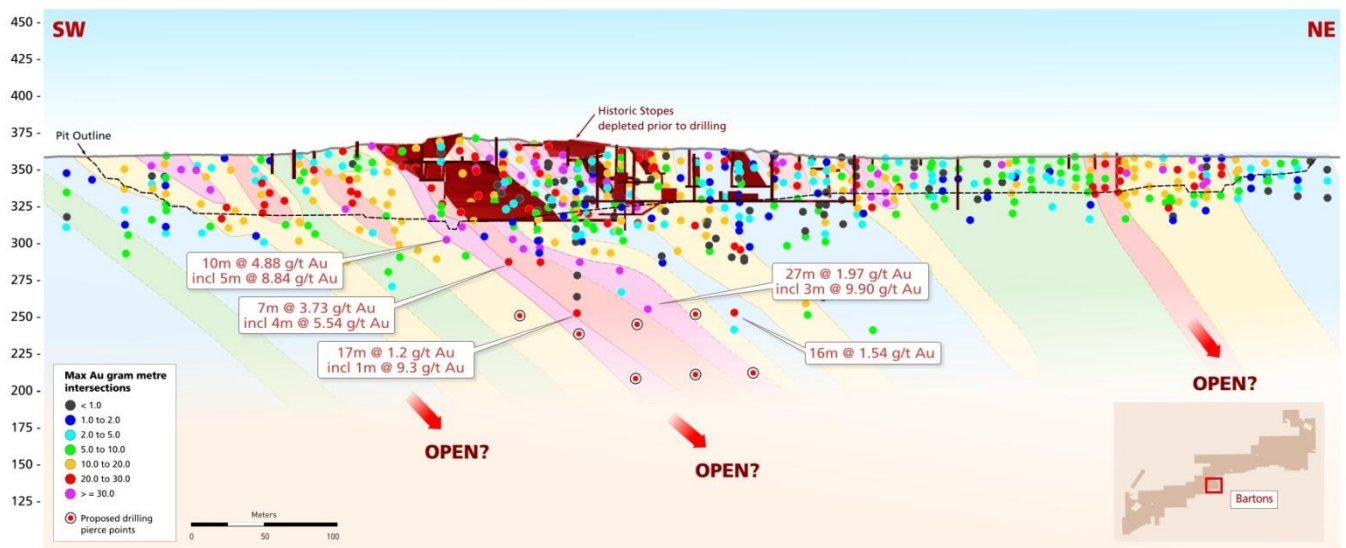 450 -
425 -
400 -
375 -
350 -
325 -
300 -
275 -
250 -
225 -
200 -
175 -
150 -
125 -
SW
NE
Historic Stopes
depleted prior to drilling
Pit Outline
10m @ 4.88 g/t Au
incl 5m @ 8.84 g/t Au
7m @ 3.73 g/t Au
incl 4m @ 5.54 g/t Au
17m @ 1.2 g/t Au
incl 1m @ 9.3 g/t Au
27m @ 1.97 g/t Au
incl 3m @ 9.90 g/t Au
16m @ 1.54 g/t Au
OPEN?
OPEN?
OPEN?
Max Au gram metre
intersections
< 1.0
1.0 to 2.0
2.0 to 5.0
5.0 to 10.0
10.0 to 20.0
20.0 to 30.0
> = 30.0
Proposed drilling
pierce points
Meters
0 50 100
Bartons